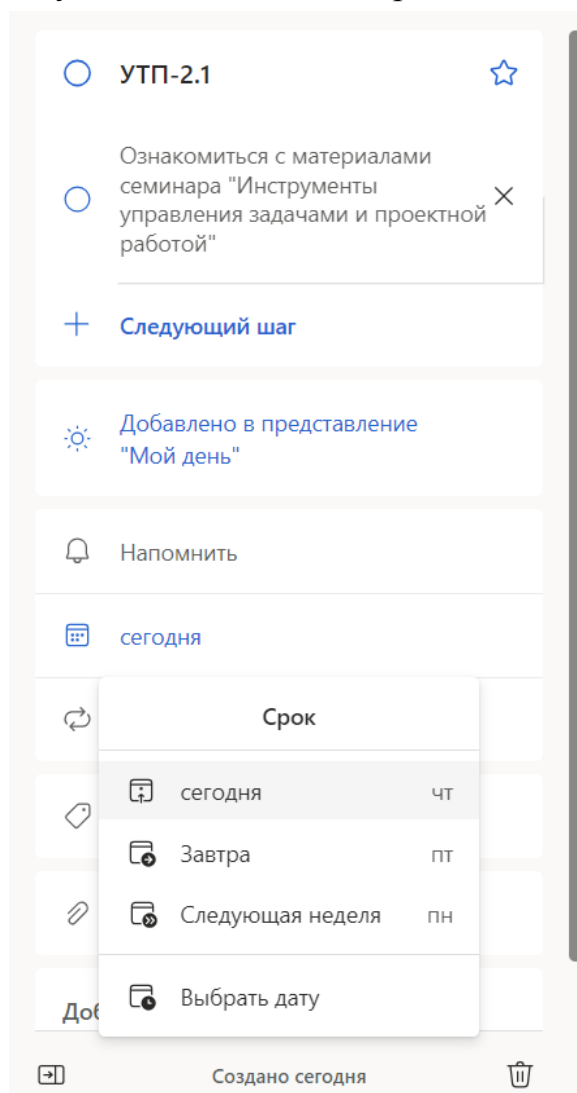 УТП-2.1
Ознакомиться с материалами
семинара "Инструменты
управления задачами и проектной
работой"
Следующий шаг
Добавлено в представление
"Мой день"
Напомнить
сегодня
Срок
сегодня чт
Завтра пт
Следующая неделя пн
Выбрать дату
Создано сегодня